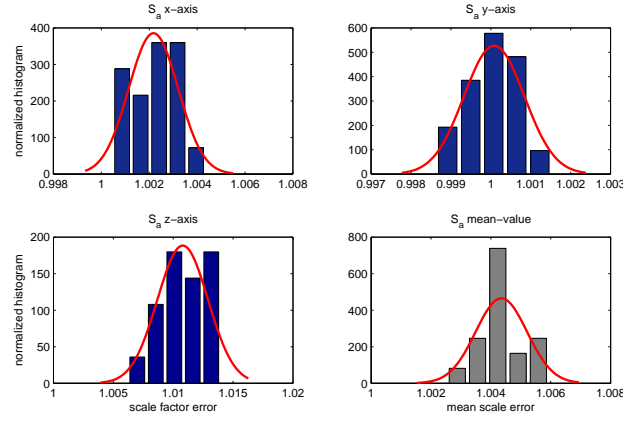 S_a x-axis
S_a y-axis
normalized histogram
400
300
200
100
0
0.998 1 1.002 1.004 1.006 1.008
600
500
400
300
200
100
0
0.997 0.998 0.999 1 1.001 1.002 1.003
S_a z-axis
S_a mean-value
normalized histogram
200
150
100
50
0
1 1.005 1.01 1.015 1.02
scale factor error
800
600
400
200
0
1 1.002 1.004 1.006 1.008
mean scale error